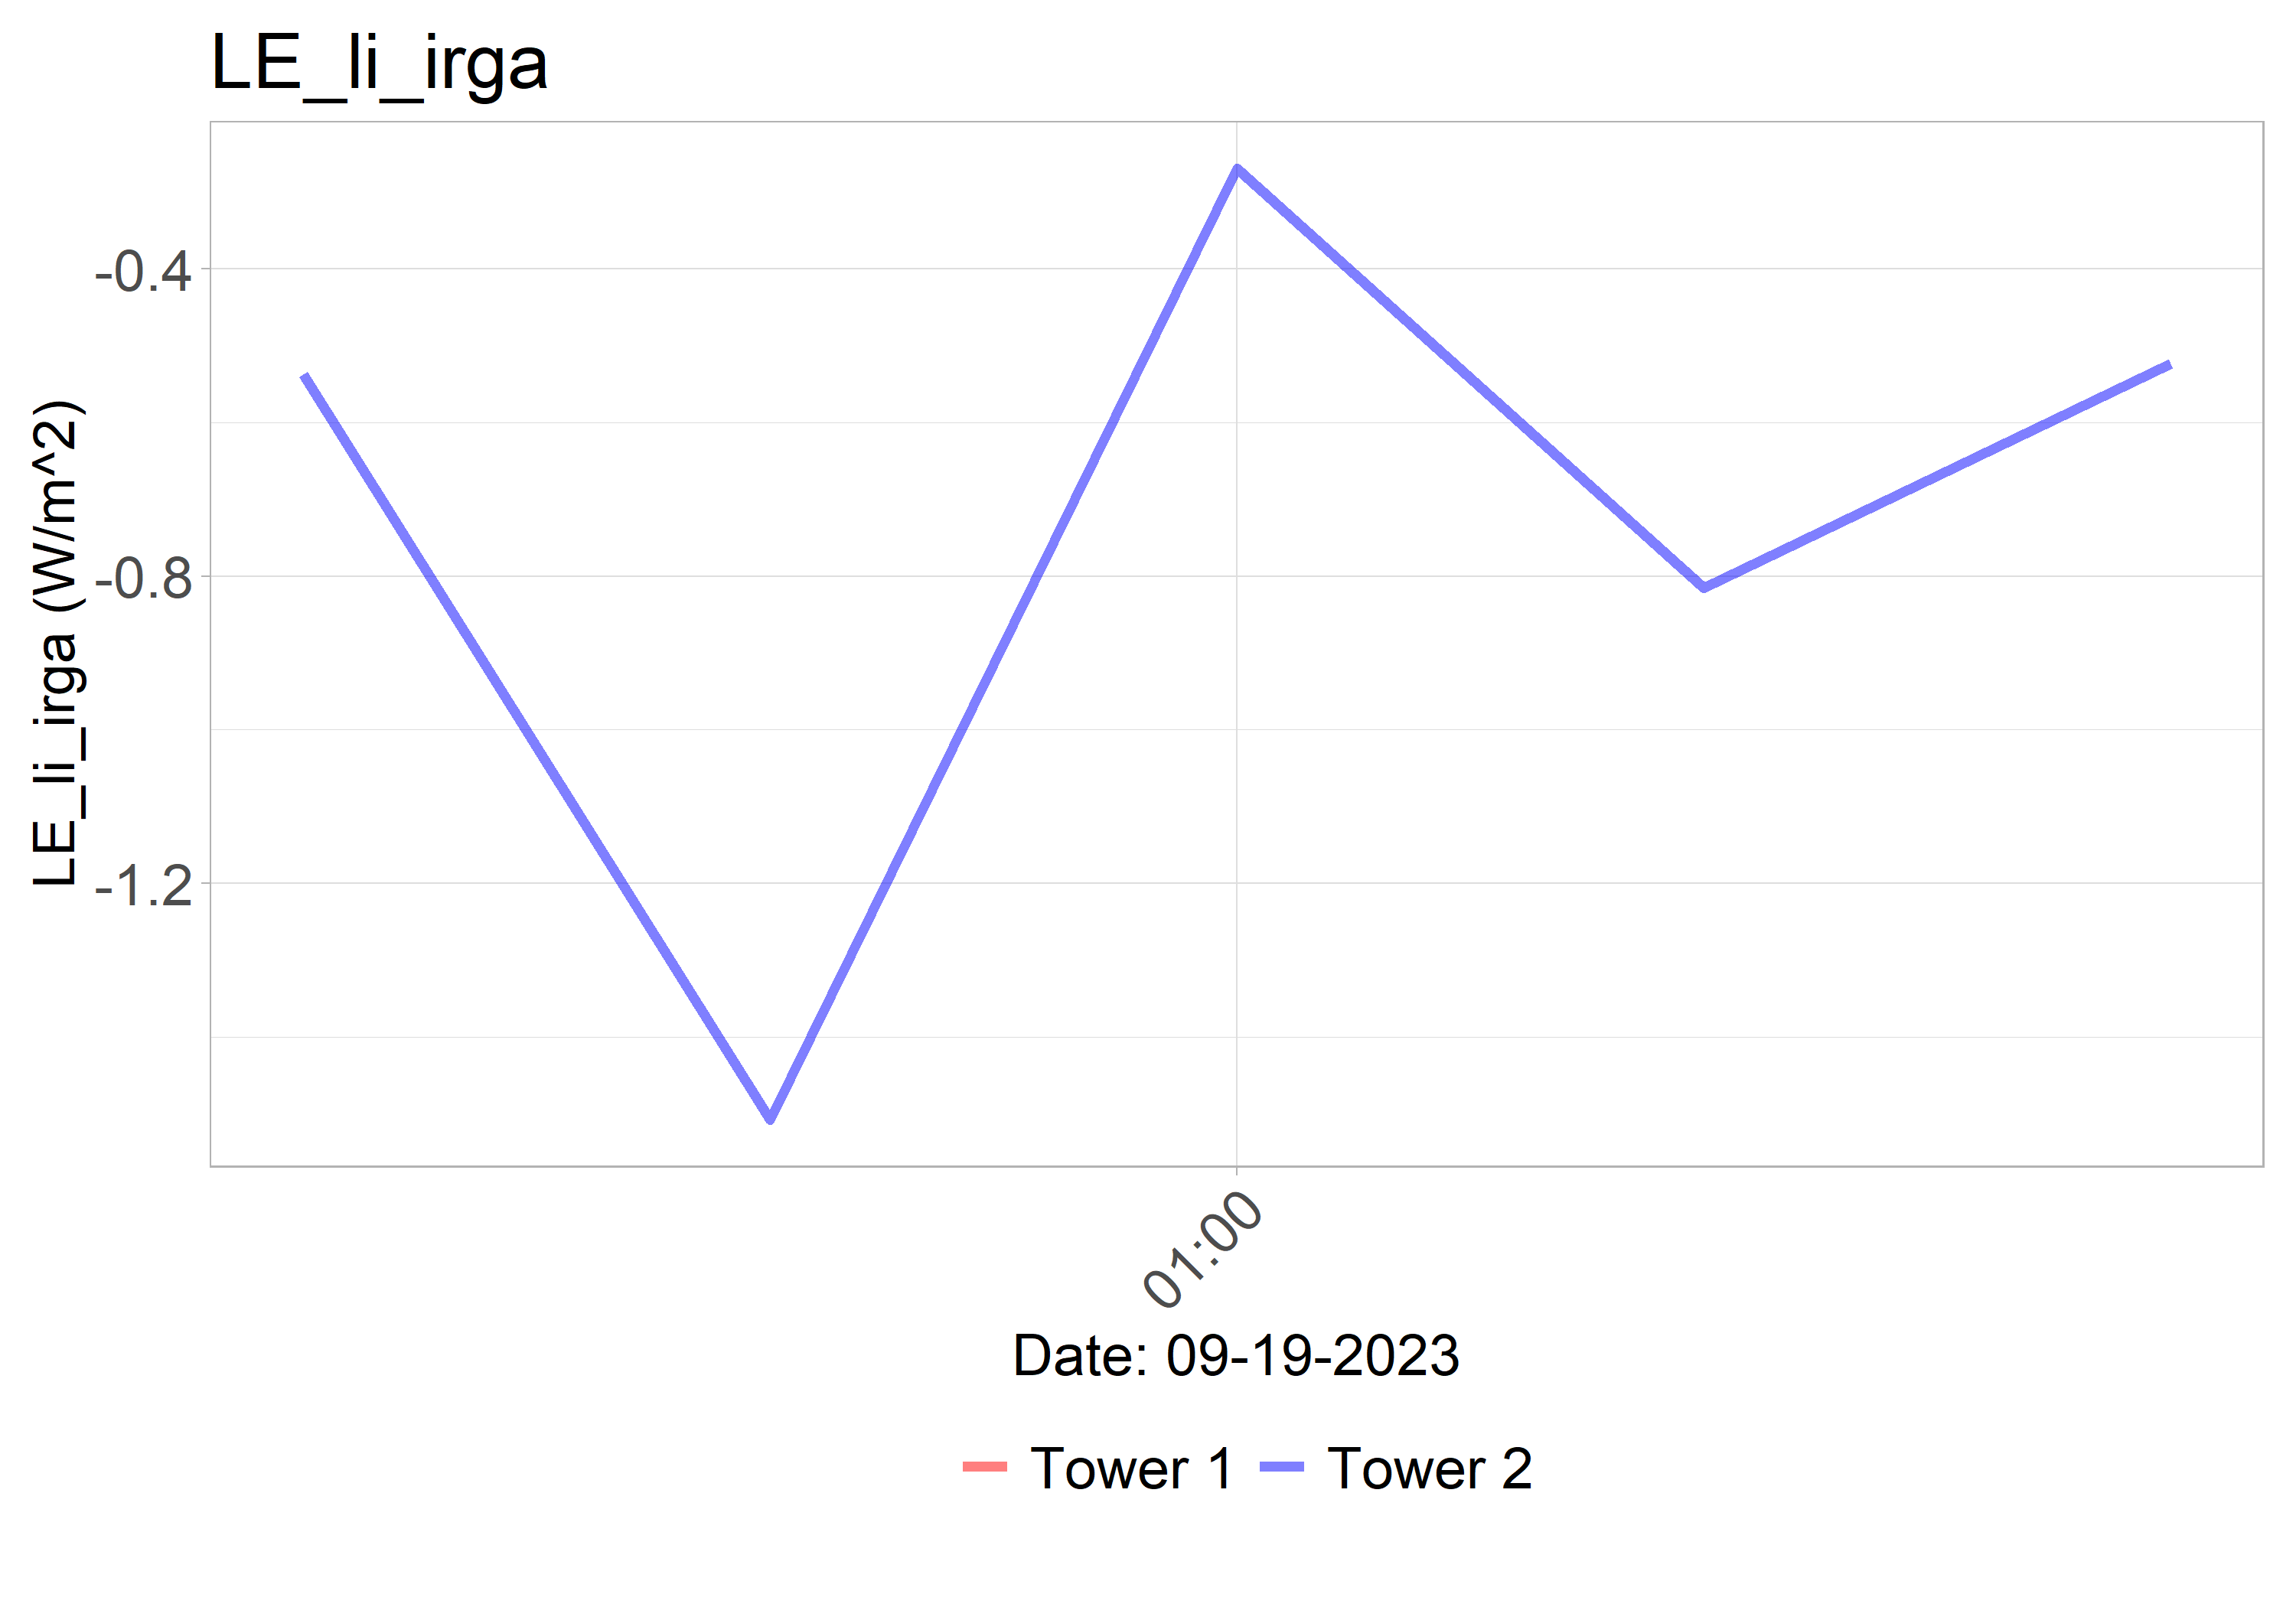 LE_li_irga
LE_li_irga (W/m^2)
-0.4
-0.8
-1.2
01:00
Date: 09-19-2023
Tower 1 Tower 2